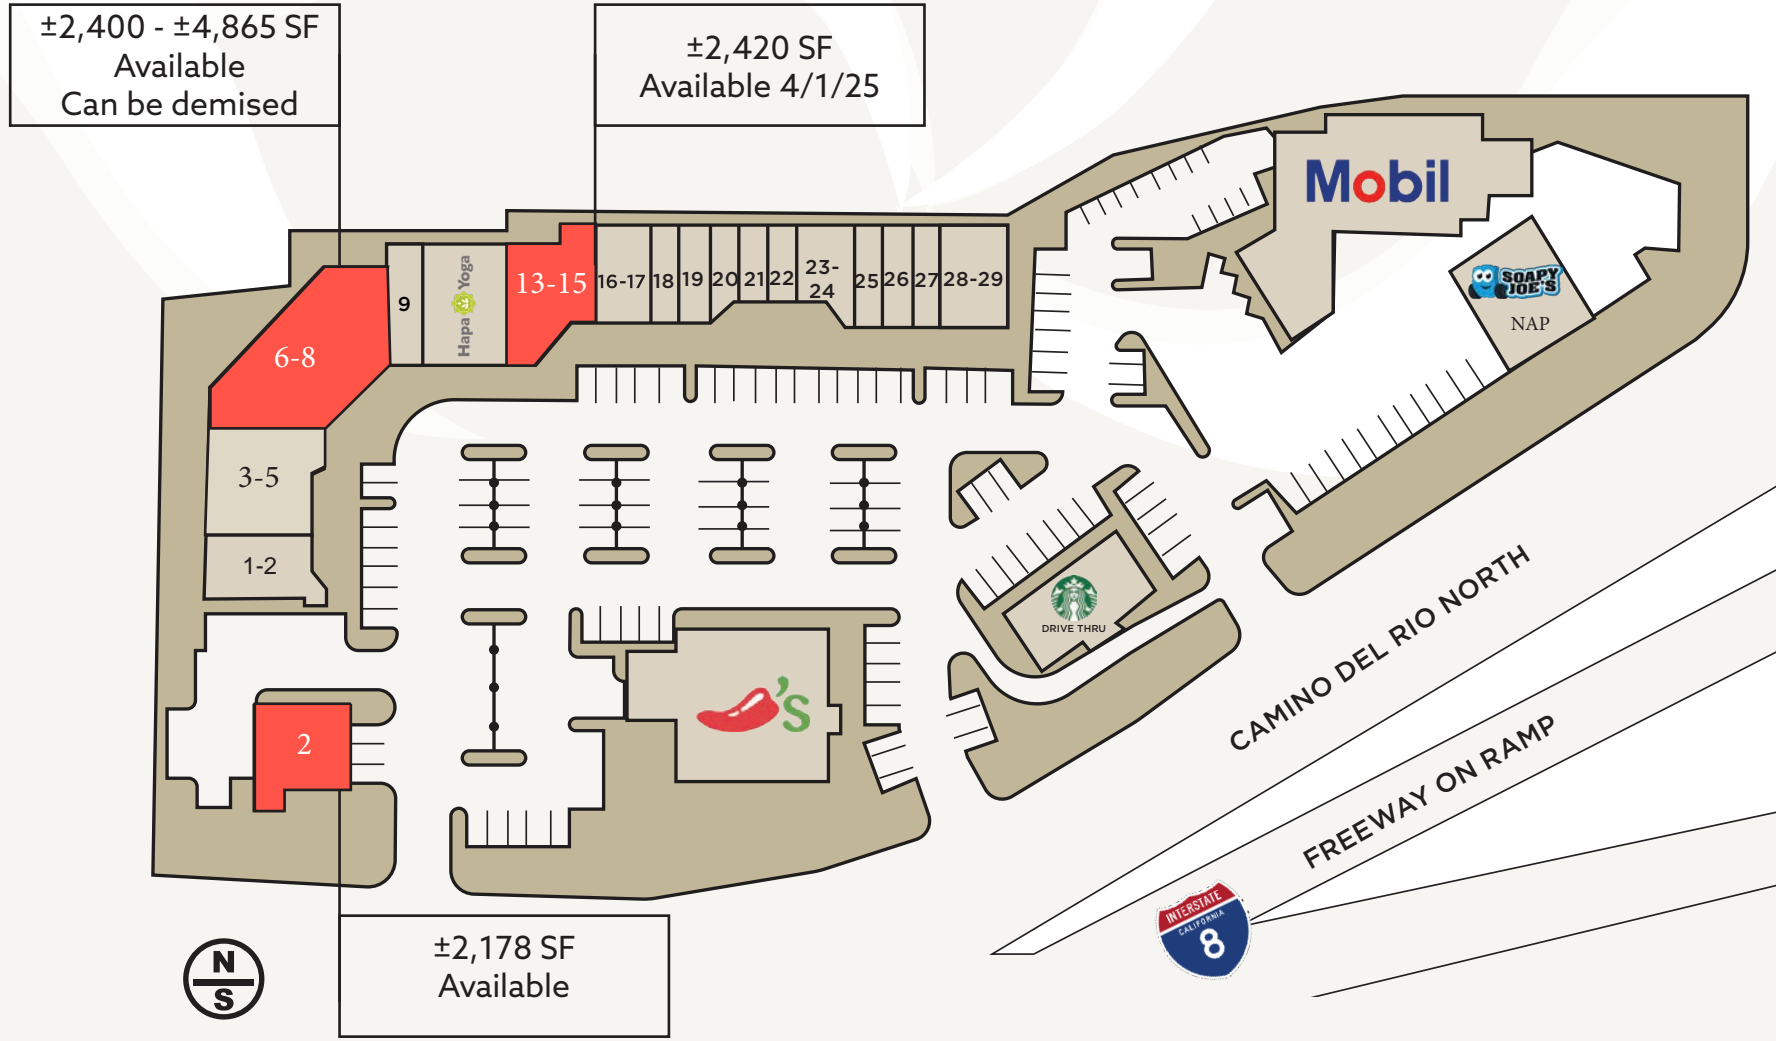 ±2,400 - ±4,865 SF
Available
Can be demised
±2,420 SF
Available 4/1/25
Mobil
SOAPY
JOE'S
NAP
6-8
9
Hapa Yoga
13-15
16-17
18
19
20
21
22
23-
24
25
26
27
28-29
3-5
1-2
2
'S
DRIVE THRU
CAMINO DEL RIO NORTH
FREEWAY ON RAMP
INTERSTATE
CALIFORNIA
8
±2,178 SF
Available
N
S